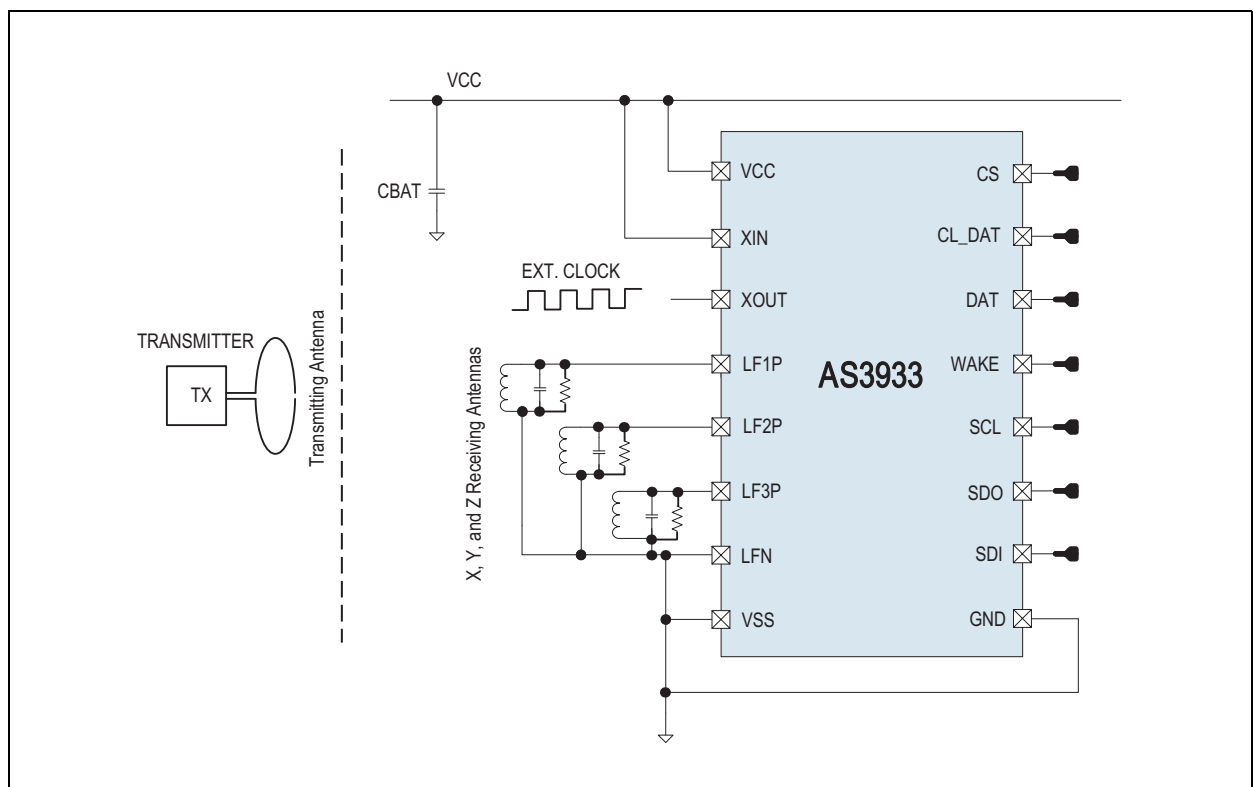 VCC
CBAT
EXT. CLOCK
TRANSMITTER
TX
Transmitting Antenna
X, Y, and Z Receiving Antennas
AS3933
VCC
XIN
XOUT
LF1P
LF2P
LF3P
LFN
VSS
CS
CL_DAT
DAT
WAKE
SCL
SDO
SDI
GND